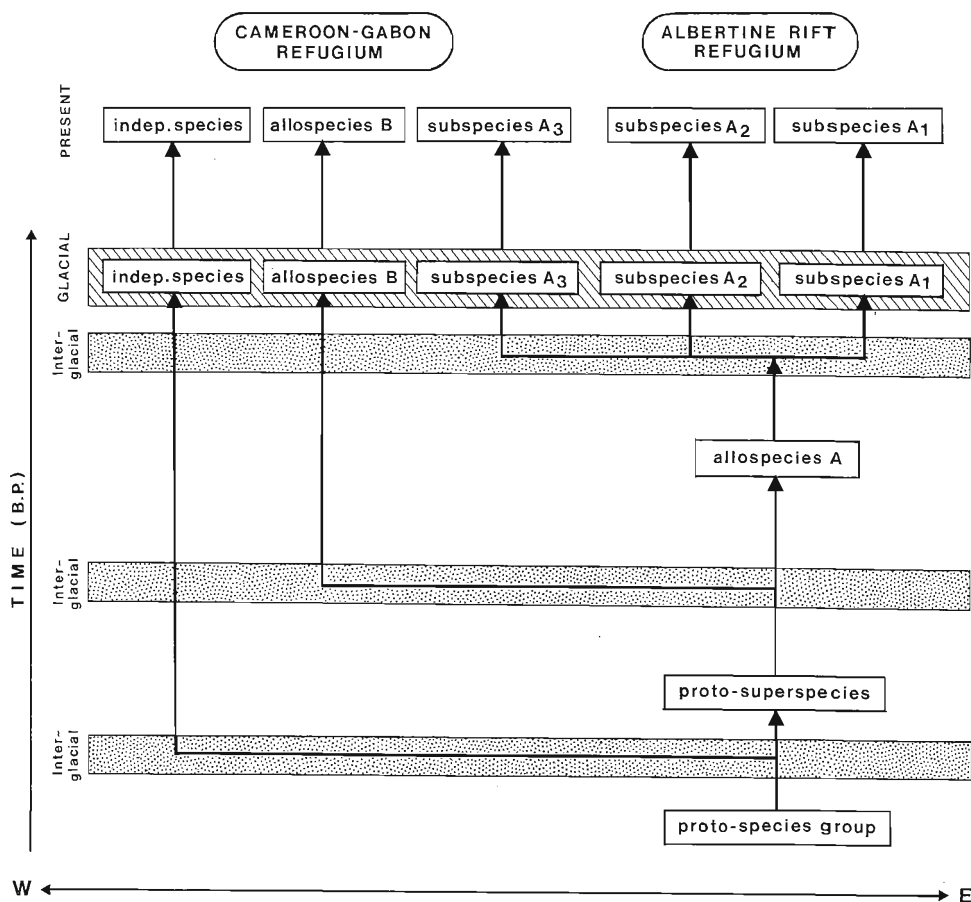 CAMEROON-GABON
REFUGIUM
ALBERTINE RIFT
REFUGIUM
PRESENT
indep.species
allospecies B
subspecies A3
subspecies A2
subspecies A1
GLACIAL
indep.species
allospecies B
subspecies A3
subspecies A2
subspecies A1
Inter-
glacial
allospecies A
TIME (B.P.)
Inter-
glacial
proto-superspecies
Inter-
glacial
proto-species group
W
E